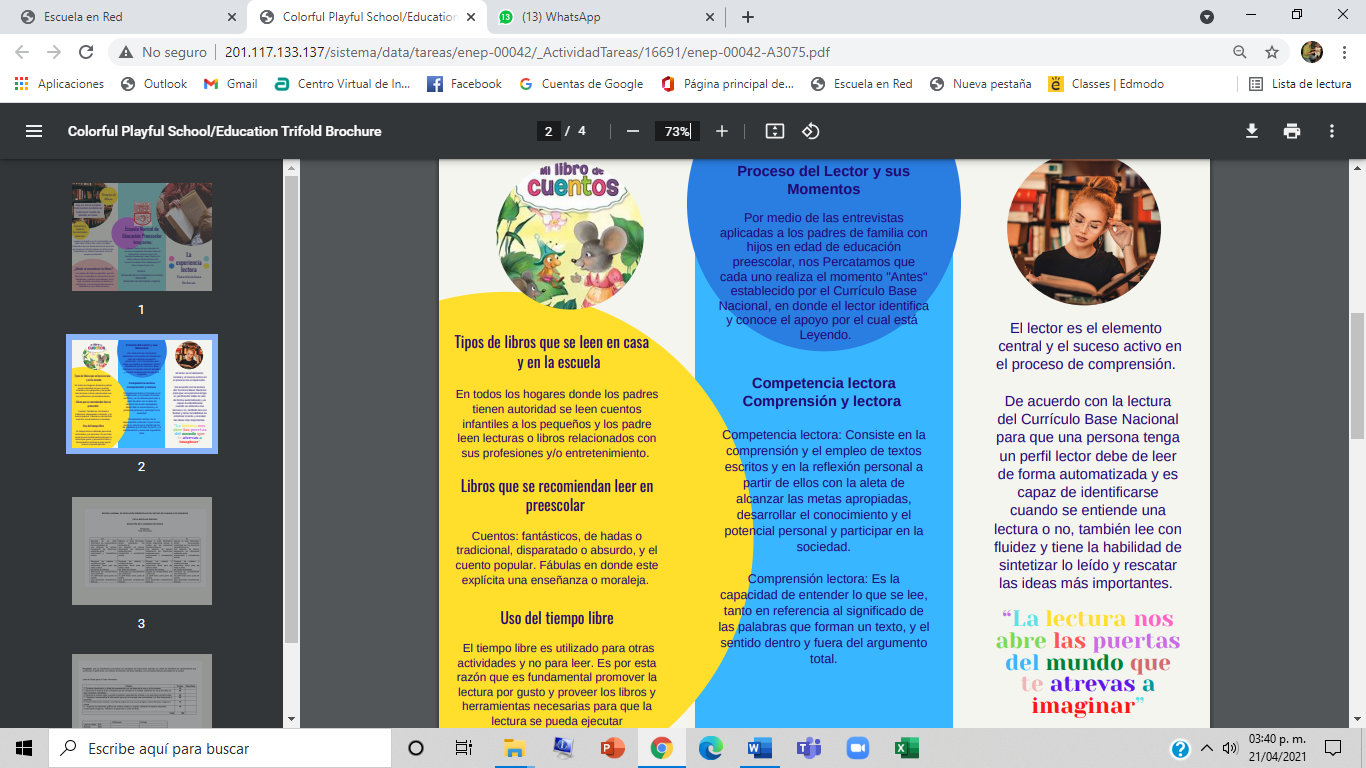 Escuela en Red
Colorful Playful School/Education
(13) WhatsApp
No seguro
201.117.133.137/sistema/data/tareas/enep-00042/_ActividadTareas/16691/enep-00042-A3075.pdf
Aplicaciones
Outlook
Gmail
Centro Virtual de In...
Facebook
Cuentas de Google
Página principal de...
Escuela en Red
Nueva pestaña
Classes | Edmodo
Lista de lectura
Colorful Playful School/Education Trifold Brochure
2 / 4
73%
1
2
3
Mi libro de
cuentos
Tipos de libros que se leen en casa
y en la escuela
En todos los hogares donde los padres
tienen autoridad se leen cuentos
infantiles a los pequeños y los padre
leen lecturas o libros relacionados con
sus profesiones y/o entretenimiento.
Libros que se recomiendan leer en
preescolar
Cuentos: fantásticos, de hadas o
tradicional, disparatado o absurdo, y el
cuento popular. Fábulas en donde este
explícita una enseñanza o moraleja.
Uso del tiempo libre
El tiempo libre es utilizado para otras
actividades y no para leer. Es por esta
razón que es fundamental promover la
lectura por gusto y proveer los libros y
herramientas necesarias para que la
lectura se pueda ejecutar
Proceso del Lector y sus
Momentos
Por medio de las entrevistas
aplicadas a los padres de familia con
hijos en edad de educación
preescolar, nos Percatamos que
cada uno realiza el momento "Antes"
establecido por el Currículo Base
Nacional, en donde el lector identifica
y conoce el apoyo por el cual está
Leyendo.
Competencia lectora
Comprensión y lectora
Competencia lectora: Consiste en la
comprensión y el empleo de textos
escritos y en la reflexión personal a
partir de ellos con la aleta de
alcanzar las metas apropiadas,
desarrollar el conocimiento y el
potencial personal y participar en la
sociedad.
Comprensión lectora: Es la
capacidad de entender lo que se lee,
tanto en referencia al significado de
las palabras que forman un texto, y el
sentido dentro y fuera del argumento
total.
El lector es el elemento
central y el suceso activo en
el proceso de comprensión.
De acuerdo con la lectura
del Currículo Base Nacional
para que una persona tenga
un perfil lector debe de leer
de forma automatizada y es
capaz de identificarse
cuando se entiende una
lectura o no, también lee con
fluidez y tiene la habilidad de
sintetizar lo leído y rescatar
las ideas más importantes.
“La lectura nos
abre las puertas
del mundo que
te atrevas a
imaginar”
Escribe aquí para buscar
03:40 p. m.
21/04/2021